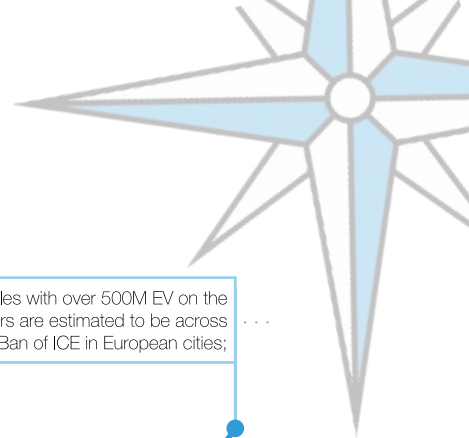 les with over 500M EV on the
rs are estimated to be across
Ban of ICE in European cities;
...